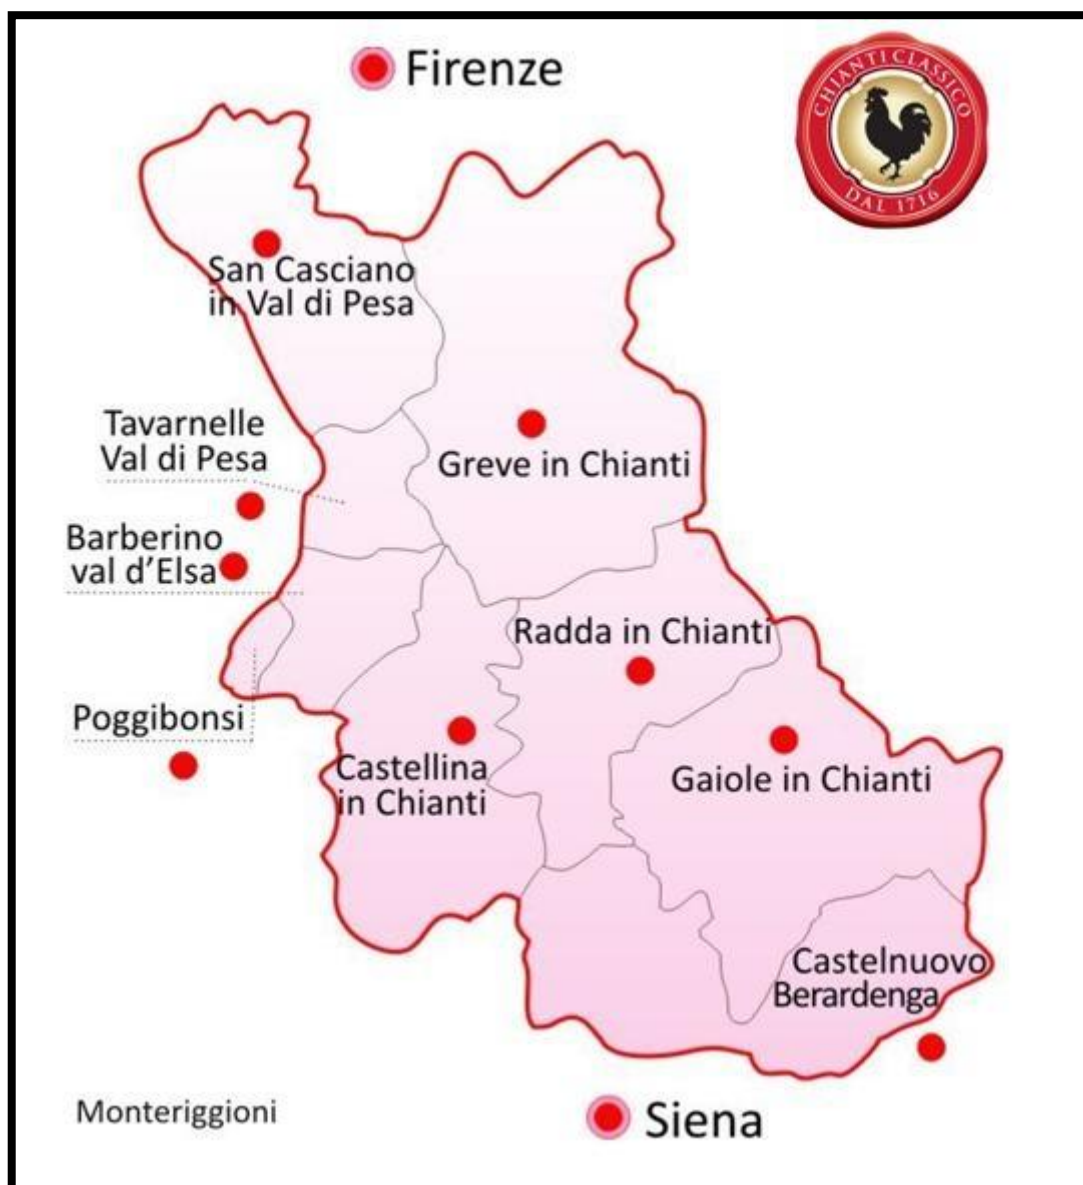 Firenze
CHIANTI CLASSICO
DAL 1716
San Casciano
in Val di Pesa
Tavarnelle
Val di Pesa
Greve in Chianti
Barberino
val d’Elsa
Radda in Chianti
Poggibonsi
Castellina
in Chianti
Gaiole in Chianti
Castelnuovo
Berardenga
Monteriggioni
Siena